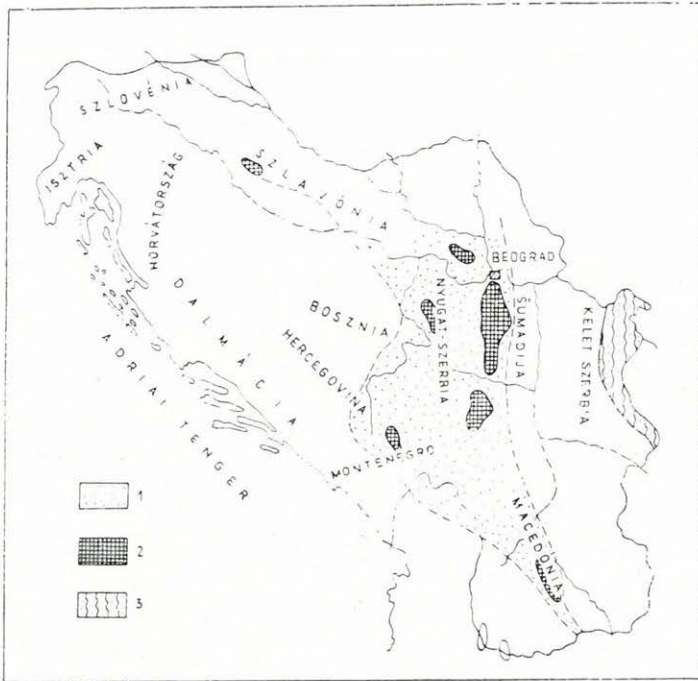 SZLOVÉNIA
ISZTRIA
HORVÁTORSZÁG
SZLAVÓNIA
BEOGRAD
DALMÁCIA
BOSZNIA
HERCEGOVINA
NYUGAT-SZERBIA
ŠUMADIJA
KELET SZERBIA
ADRIAI TENGER
MONTENEGRO
MACEDÓNIA
1
2
3